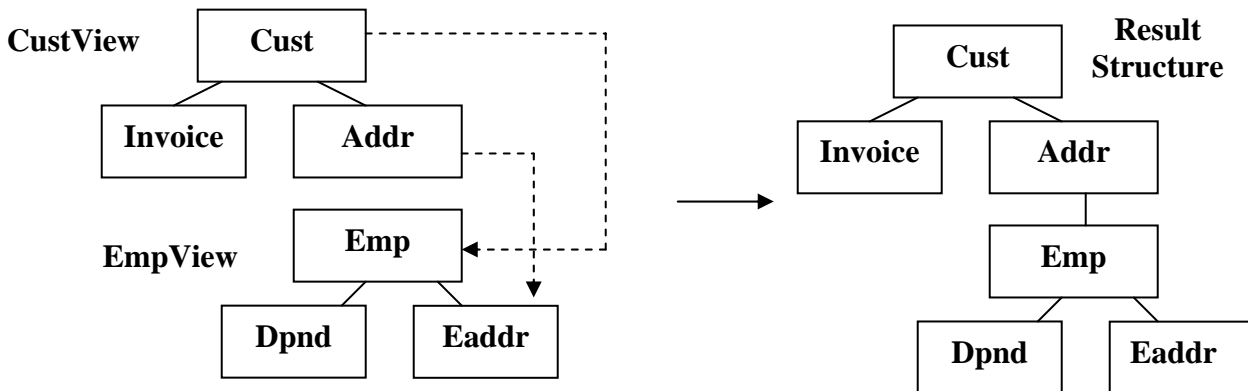 CustView
Cust
Invoice
Addr
EmpView
Emp
Dpnd
Eaddr
Result
Structure
Cust
Invoice
Addr
Emp
Dpnd
Eaddr